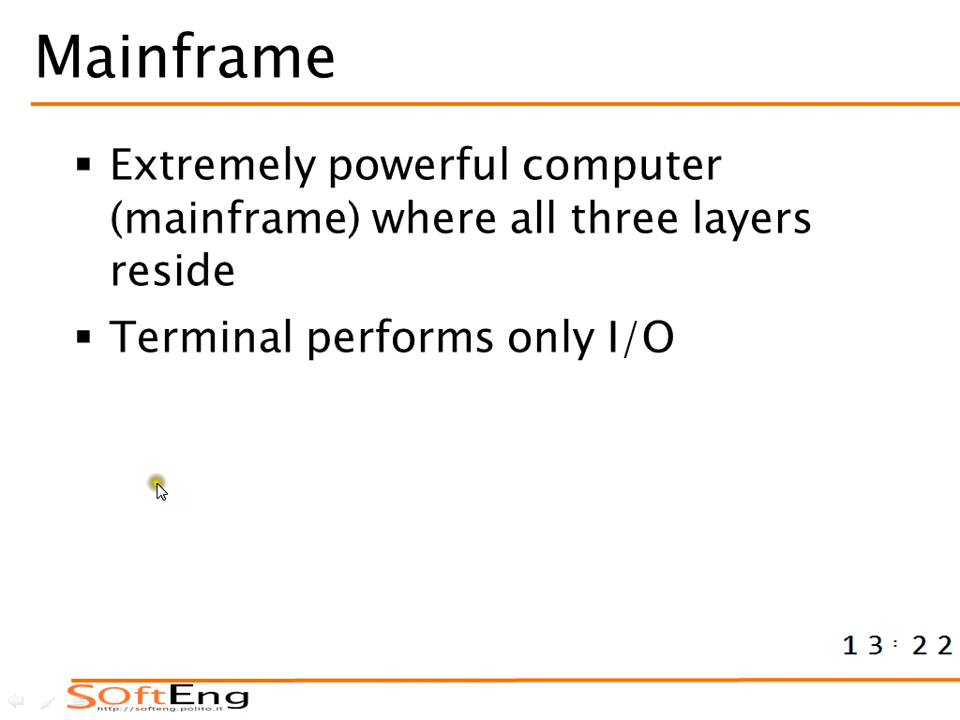 Mainframe
▪ Extremely powerful computer
(mainframe) where all three layers
reside
▪ Terminal performs only I/O
13:22
SOftEng
http://softeng.polito.it